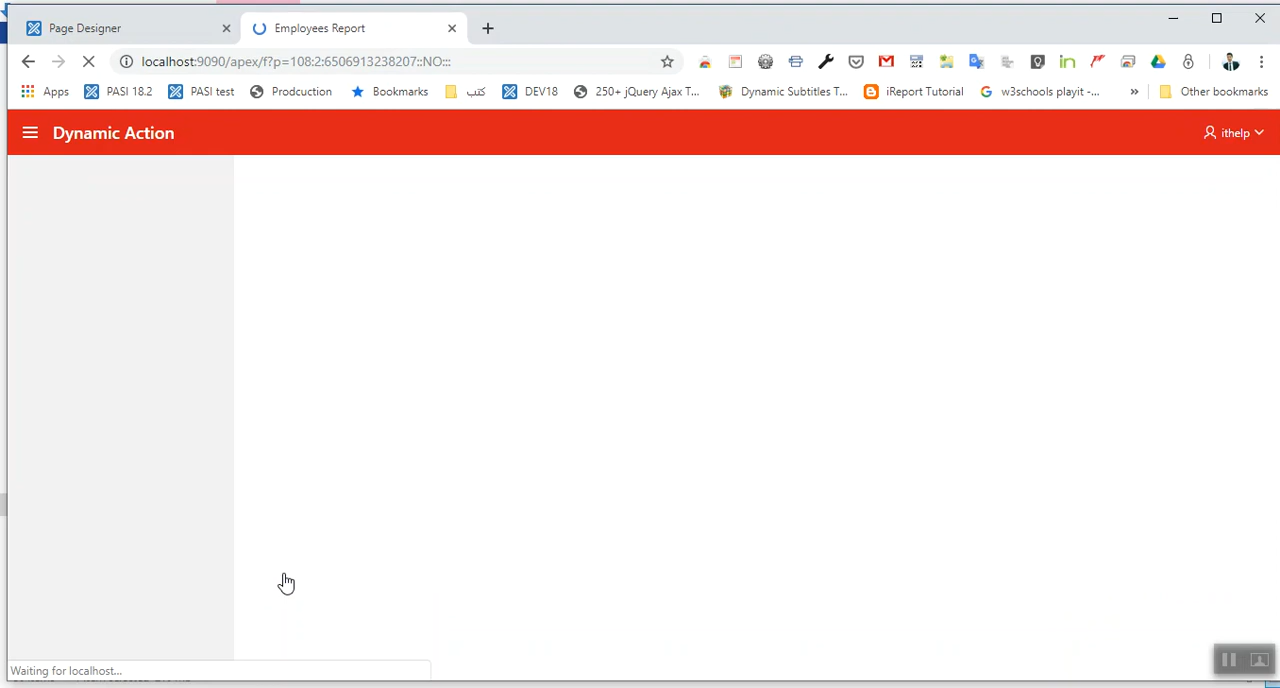 Page Designer
Employees Report
localhost:9090/apex/f?p=108:2:6506913238207::NO:::
Apps PASI 18.2 PASI test Prodcuction Bookmarks كتب DEV18 250+ jQuery Ajax T... Dynamic Subtitles T... iReport Tutorial w3schools playit -... » Other bookmarks
Dynamic Action
ithelp
Waiting for localhost...